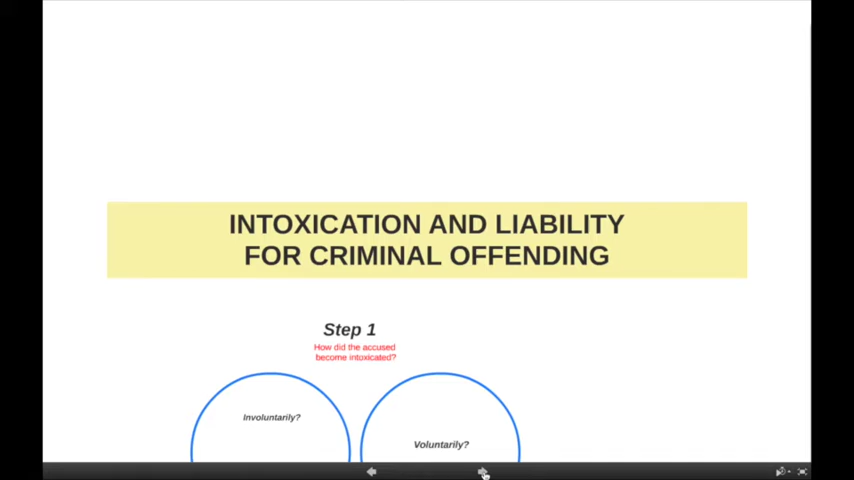 INTOXICATION AND LIABILITY
FOR CRIMINAL OFFENDING
Step 1
How did the accused
become intoxicated?
Involuntarily?
Voluntarily?